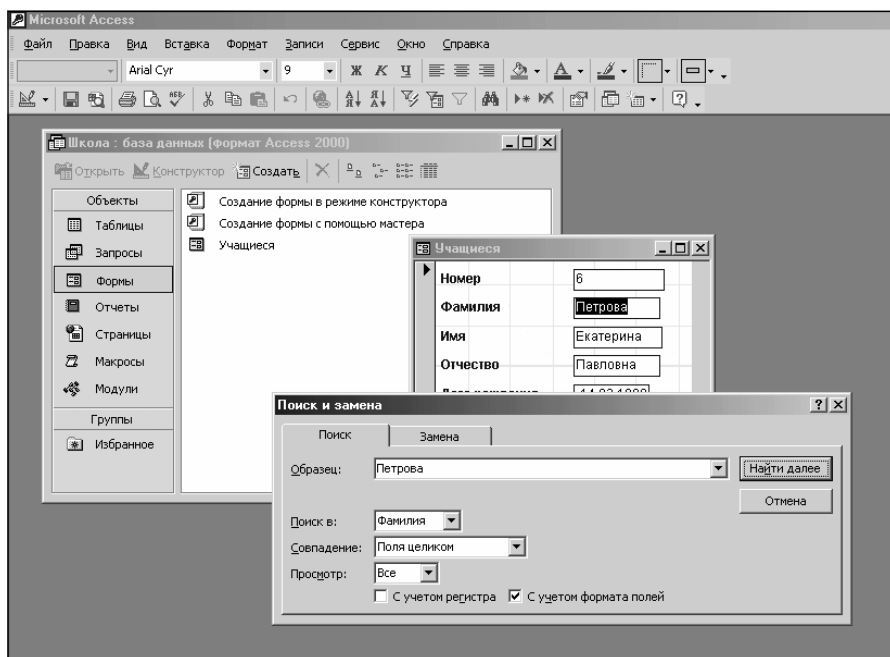 Microsoft Access
Файл Правка Вид Вставка Формат Записи Сервис Окно Справка
Arial Cyr 9 Ж К Ч
Школа : база данных (формат Access 2000)
Открыть Конструктор Создать
Объекты
Таблицы
Запросы
Формы
Отчеты
Страницы
Макросы
Модули
Группы
Избранное
Создание формы в режиме конструктора
Создание формы с помощью мастера
Учащиеся
Учащиеся
Номер 6
Фамилия Петрова
Имя Екатерина
Отчество Павловна
Поиск и замена
Поиск Замена
Образец: Петрова Найти далее
Отмена
Поиск в: Фамилия
Совпадение: Поля целиком
Просмотр: Все
С учетом регистра С учетом формата полей